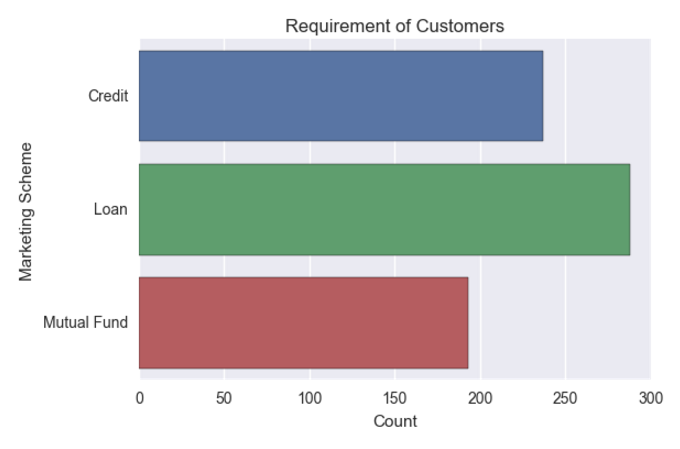 Requirement of Customers
Marketing Scheme
Credit
Loan
Mutual Fund
0 50 100 150 200 250 300
Count